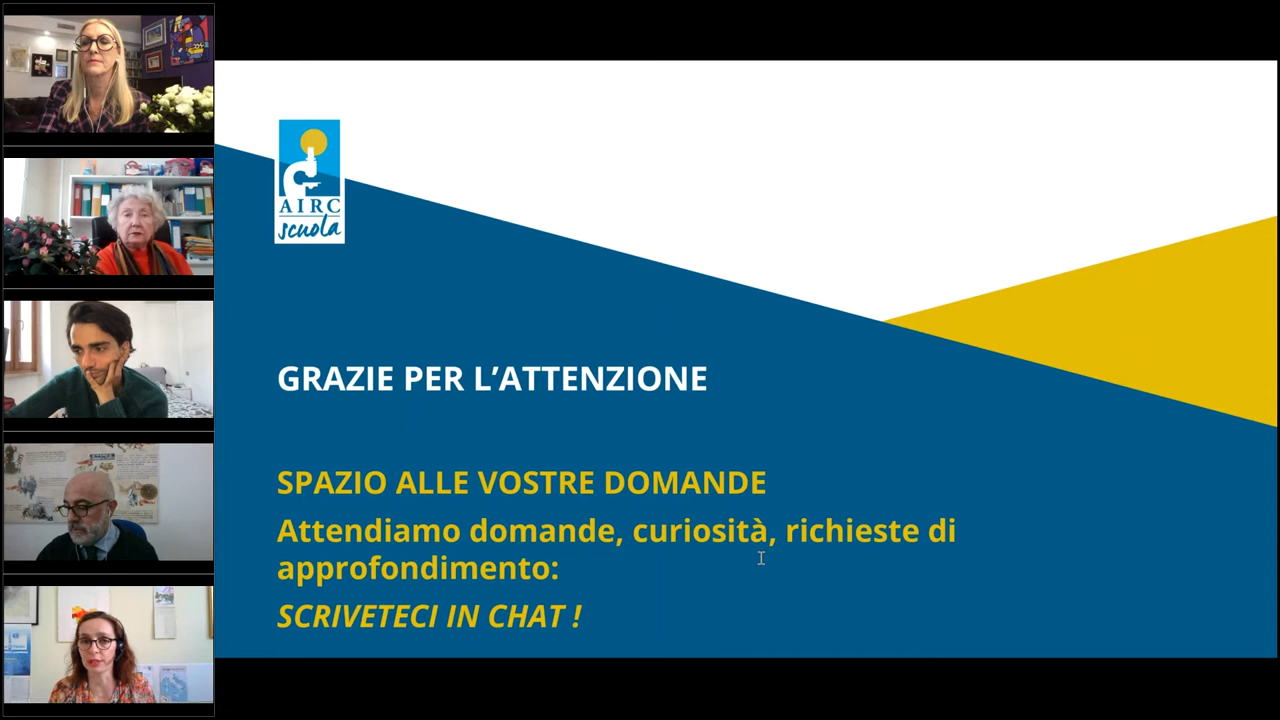 AIRC
scuola
GRAZIE PER L'ATTENZIONE
SPAZIO ALLE VOSTRE DOMANDE
Attendiamo domande, curiosità, richieste di
approfondimento:
SCRIVETECI IN CHAT !